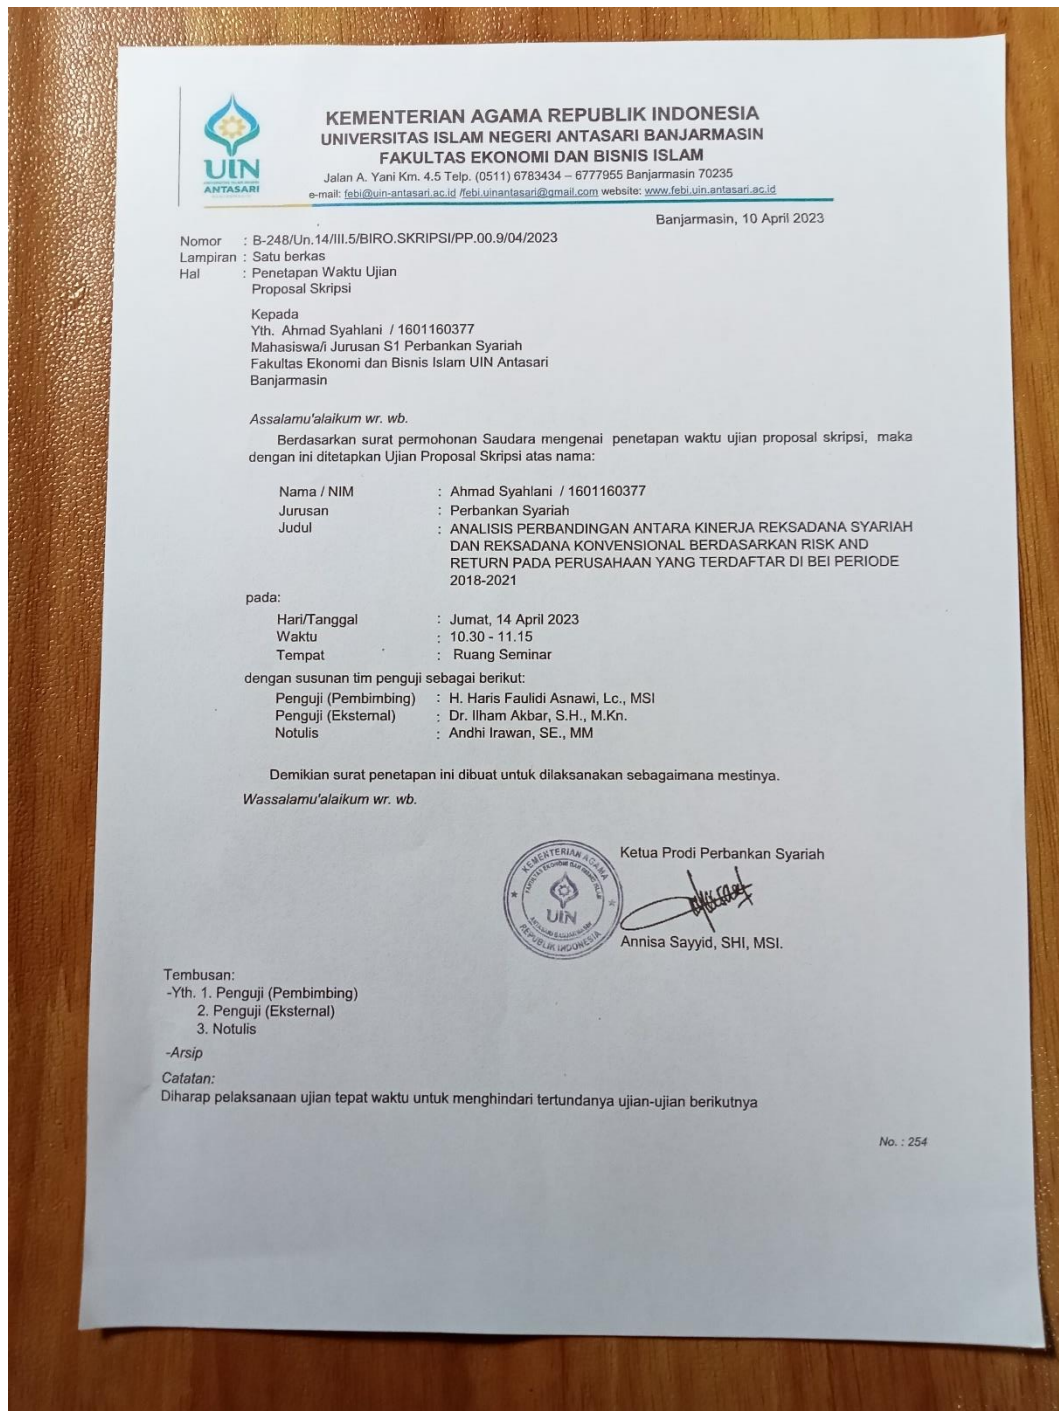 UIN
ANTASARI
KEMENTERIAN AGAMA REPUBLIK INDONESIA
UNIVERSITAS ISLAM NEGERI ANTASARI BANJARMASIN
FAKULTAS EKONOMI DAN BISNIS ISLAM
Jalan A. Yani Km. 4.5 Telp. (0511) 6783434 – 6777955 Banjarmasin 70235
e-mail: febi@uin-antasari.ac.id /febi.uinantasari@gmail.com website: www.febi.uin.antasari.ac.id
Banjarmasin, 10 April 2023
Nomor : B-248/Un.14/III.5/BIRO.SKRIPSI/PP.00.9/04/2023
Lampiran : Satu berkas
Hal : Penetapan Waktu Ujian
Proposal Skripsi
Kepada
Yth. Ahmad Syahlani / 1601160377
Mahasiswa/i Jurusan S1 Perbankan Syariah
Fakultas Ekonomi dan Bisnis Islam UIN Antasari
Banjarmasin
Assalamu'alaikum wr. wb.
Berdasarkan surat permohonan Saudara mengenai penetapan waktu ujian proposal skripsi, maka
dengan ini ditetapkan Ujian Proposal Skripsi atas nama:
Nama / NIM : Ahmad Syahlani / 1601160377
Jurusan : Perbankan Syariah
Judul : ANALISIS PERBANDINGAN ANTARA KINERJA REKSADANA SYARIAH
DAN REKSADANA KONVENSIONAL BERDASARKAN RISK AND
RETURN PADA PERUSAHAAN YANG TERDAFTAR DI BEI PERIODE
2018-2021
pada:
Hari/Tanggal : Jumat, 14 April 2023
Waktu : 10.30 - 11.15
Tempat : Ruang Seminar
dengan susunan tim penguji sebagai berikut:
Penguji (Pembimbing) : H. Haris Faulidi Asnawi, Lc., MSI
Penguji (Eksternal) : Dr. Ilham Akbar, S.H., M.Kn.
Notulis : Andhi Irawan, SE., MM
Demikian surat penetapan ini dibuat untuk dilaksanakan sebagaimana mestinya.
Wassalamu'alaikum wr. wb.
Ketua Prodi Perbankan Syariah
KEMENTERIAN AGAMA
FAKULTAS EKONOMI DAN BISNIS ISLAM
UIN
REPUBLIK INDONESIA
Annisa Sayyid, SHI, MSI.
Tembusan:
-Yth. 1. Penguji (Pembimbing)
2. Penguji (Eksternal)
3. Notulis
-Arsip
Catatan:
Diharap pelaksanaan ujian tepat waktu untuk menghindari tertundanya ujian-ujian berikutnya
No. : 254